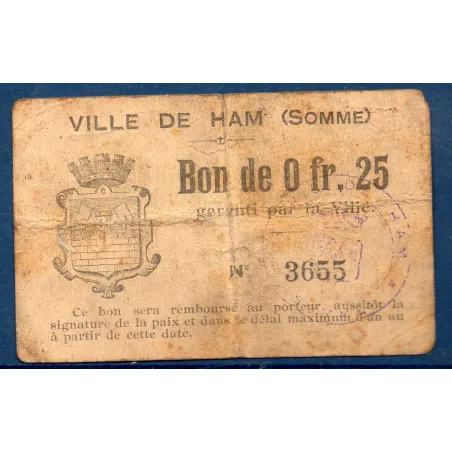 VILLE DE HAM (SOMME)
Bon de 0 fr, 25
garanti par la Ville.
N° 3655
HAM
Ce bon sera remboursé au porteur aussitôt la
signature de la paix et dans le délai maximum d'un an
à partir de cette date.